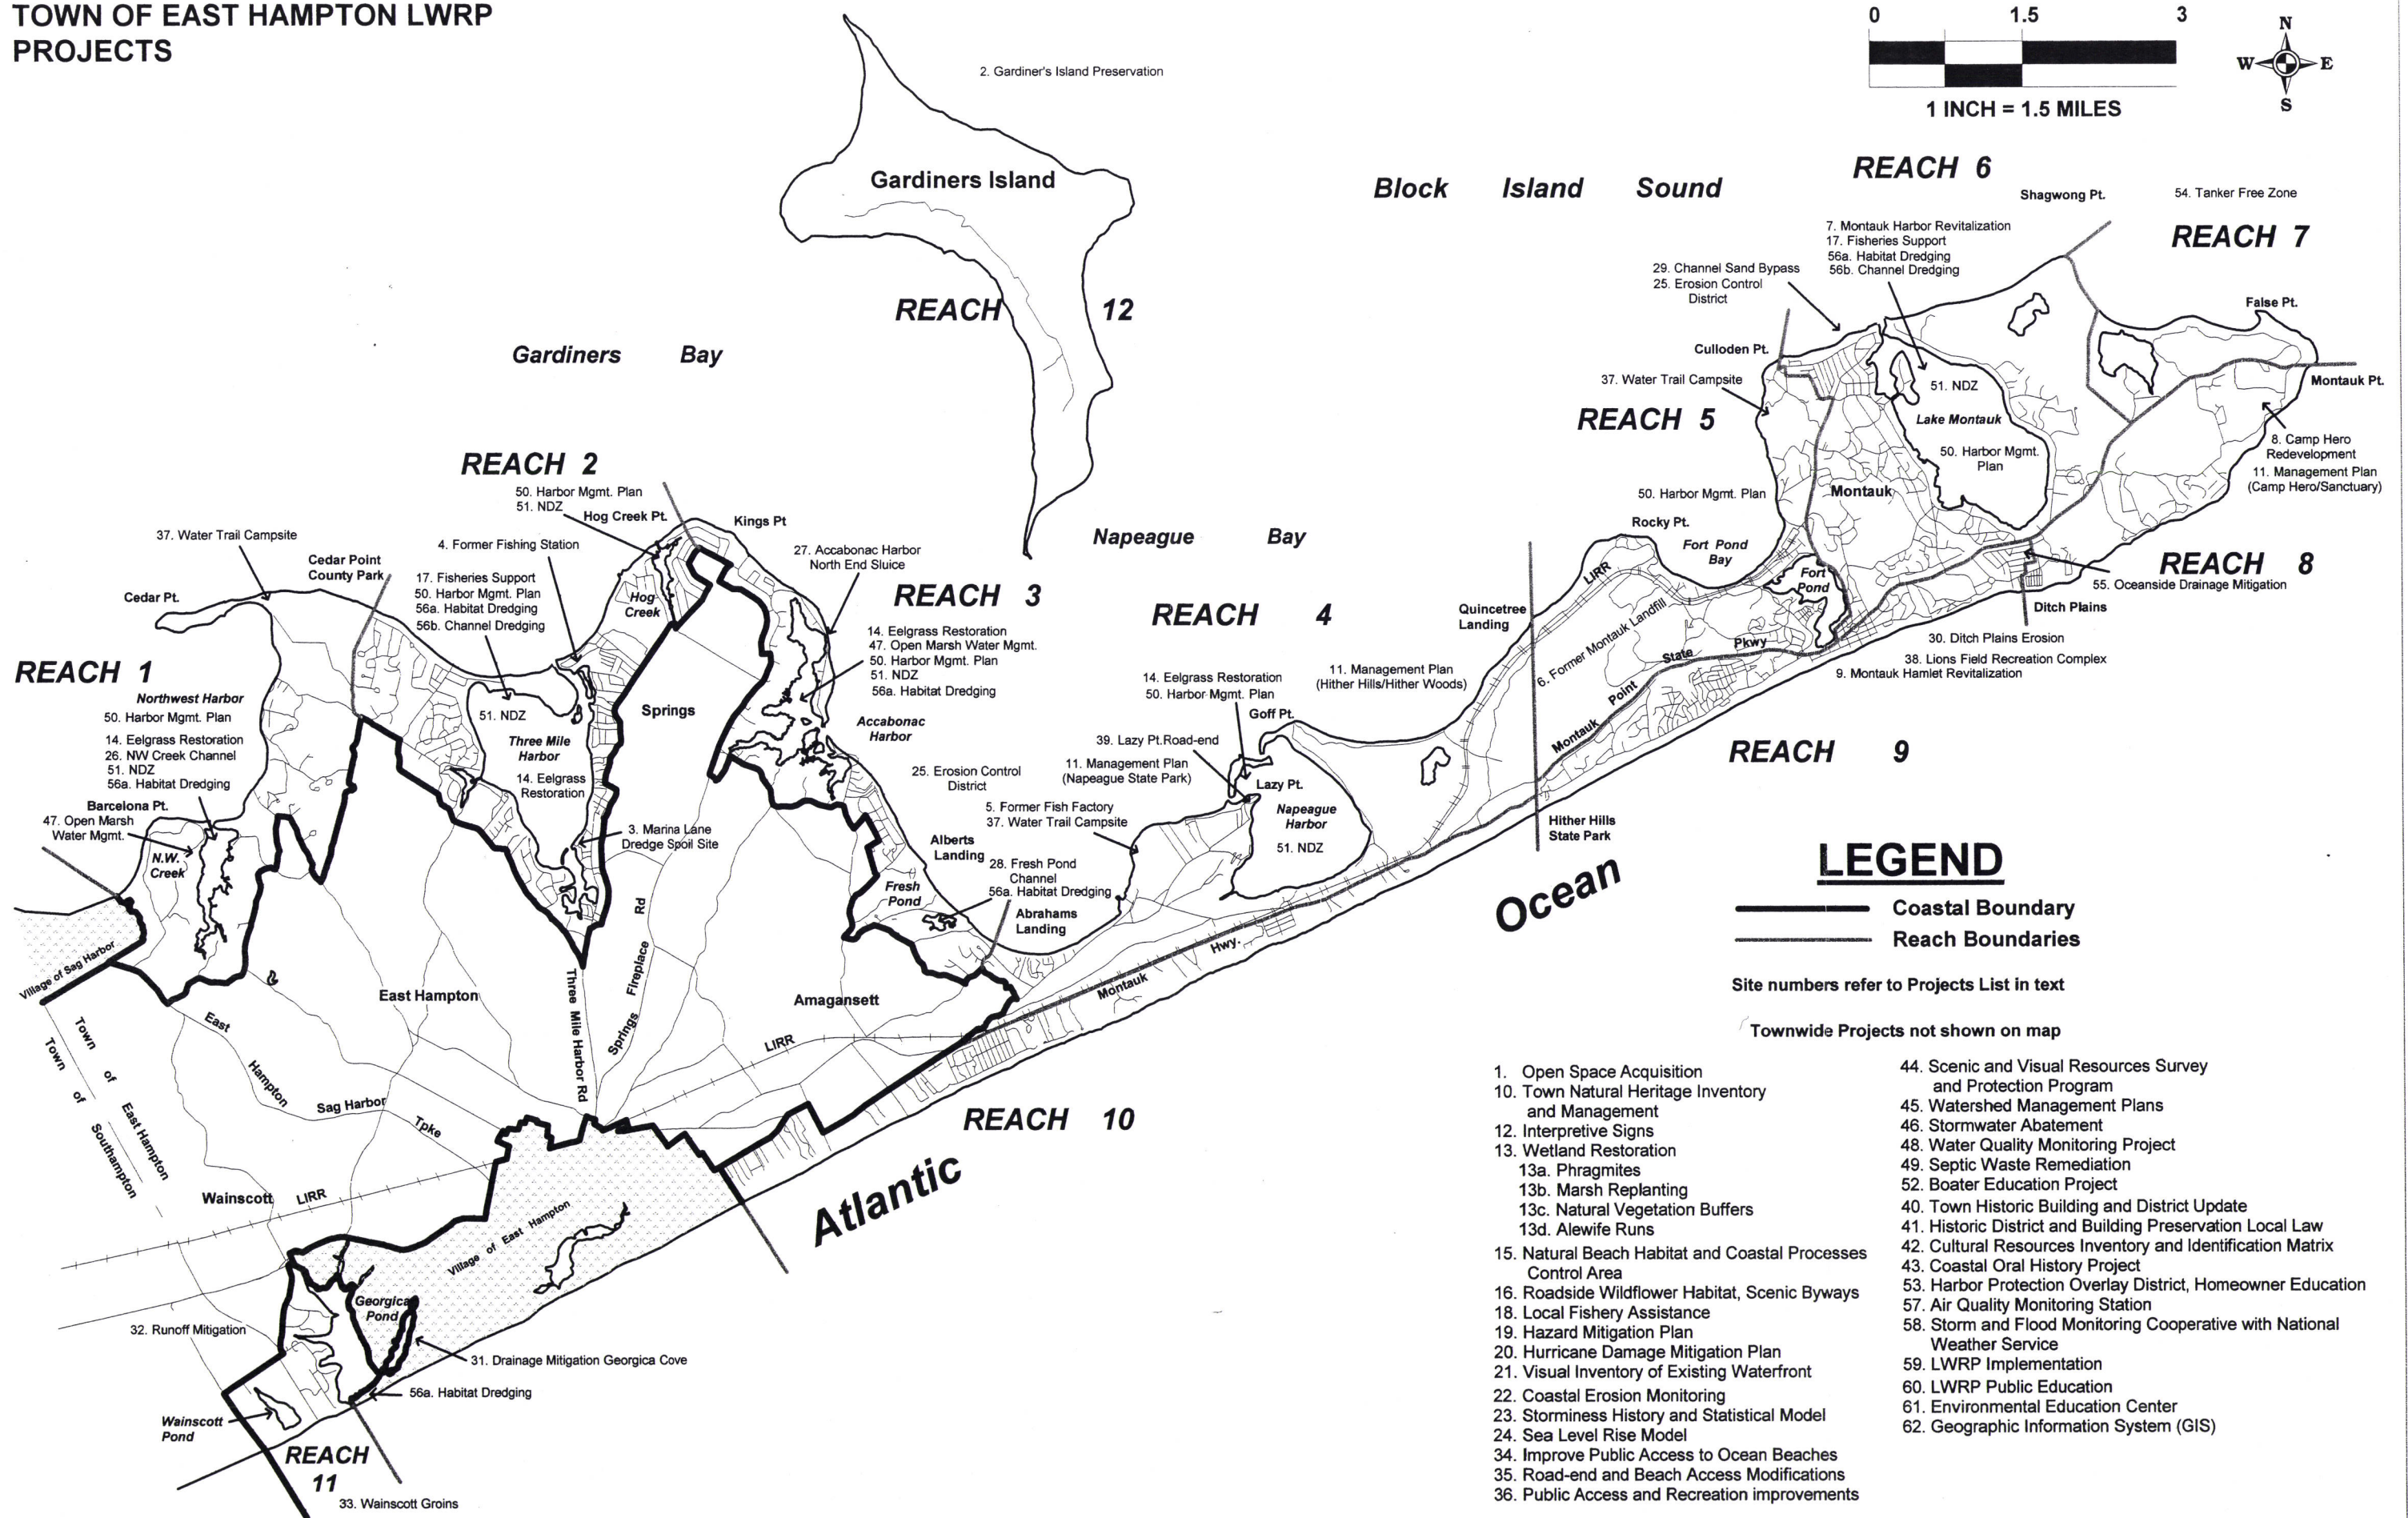 TOWN OF EAST HAMPTON LWRP
PROJECTS
0 1.5 3
1 INCH = 1.5 MILES
N
W E
S
2. Gardiner's Island Preservation
Gardiners Island
REACH 12
Block Island Sound
REACH 6
Shagwong Pt.
54. Tanker Free Zone
REACH 7
7. Montauk Harbor Revitalization
17. Fisheries Support
56a. Habitat Dredging
56b. Channel Dredging
29. Channel Sand Bypass
25. Erosion Control
District
False Pt.
Culloden Pt.
37. Water Trail Campsite
REACH 5
51. NDZ
Lake Montauk
50. Harbor Mgmt.
Plan
Montauk Pt.
8. Camp Hero
Redevelopment
11. Management Plan
(Camp Hero/Sanctuary)
50. Harbor Mgmt. Plan
Montauk
Rocky Pt.
Fort Pond
Bay
Fort
Pond
REACH 8
55. Oceanside Drainage Mitigation
Ditch Plains
30. Ditch Plains Erosion
38. Lions Field Recreation Complex
9. Montauk Hamlet Revitalization
Gardiners Bay
REACH 2
50. Harbor Mgmt. Plan
51. NDZ
Hog Creek Pt.
Kings Pt
4. Former Fishing Station
37. Water Trail Campsite
Cedar Point
County Park
Cedar Pt.
17. Fisheries Support
50. Harbor Mgmt. Plan
56a. Habitat Dredging
56b. Channel Dredging
Hog
Creek
27. Accabonac Harbor
North End Sluice
REACH 3
14. Eelgrass Restoration
47. Open Marsh Water Mgmt.
50. Harbor Mgmt. Plan
51. NDZ
56a. Habitat Dredging
Napeague Bay
REACH 4
Quincetree
Landing
LIRR
6. Former Montauk Landfill
Montauk Point State Pkwy
11. Management Plan
(Hither Hills/Hither Woods)
14. Eelgrass Restoration
50. Harbor Mgmt. Plan
Goff Pt.
39. Lazy Pt.Road-end
11. Management Plan
(Napeague State Park)
Lazy Pt.
Napeague
Harbor
51. NDZ
5. Former Fish Factory
37. Water Trail Campsite
Hither Hills
State Park
REACH 9
REACH 1
Northwest Harbor
50. Harbor Mgmt. Plan
14. Eelgrass Restoration
26. NW Creek Channel
51. NDZ
56a. Habitat Dredging
Barcelona Pt.
47. Open Marsh
Water Mgmt.
N.W.
Creek
51. NDZ
Three Mile
Harbor
14. Eelgrass
Restoration
Springs
Accabonac
Harbor
25. Erosion Control
District
3. Marina Lane
Dredge Spoil Site
Alberts
Landing
28. Fresh Pond
Channel
56a. Habitat Dredging
Fresh
Pond
Abrahams
Landing
Village of Sag Harbor
Town of East Hampton
Town of Southampton
East Hampton
East Hampton Sag Harbor Tpke
Three Mile Harbor Rd
Springs Fireplace Rd
Amagansett
LIRR
Montauk Hwy.
REACH 10
Atlantic Ocean
Wainscott
LIRR
Village of East Hampton
Georgica
Pond
32. Runoff Mitigation
31. Drainage Mitigation Georgica Cove
56a. Habitat Dredging
Wainscott
Pond
REACH
11
33. Wainscott Groins
LEGEND
Coastal Boundary
Reach Boundaries
Site numbers refer to Projects List in text
Townwide Projects not shown on map
1. Open Space Acquisition
10. Town Natural Heritage Inventory
and Management
12. Interpretive Signs
13. Wetland Restoration
13a. Phragmites
13b. Marsh Replanting
13c. Natural Vegetation Buffers
13d. Alewife Runs
15. Natural Beach Habitat and Coastal Processes
Control Area
16. Roadside Wildflower Habitat, Scenic Byways
18. Local Fishery Assistance
19. Hazard Mitigation Plan
20. Hurricane Damage Mitigation Plan
21. Visual Inventory of Existing Waterfront
22. Coastal Erosion Monitoring
23. Storminess History and Statistical Model
24. Sea Level Rise Model
34. Improve Public Access to Ocean Beaches
35. Road-end and Beach Access Modifications
36. Public Access and Recreation improvements
44. Scenic and Visual Resources Survey
and Protection Program
45. Watershed Management Plans
46. Stormwater Abatement
48. Water Quality Monitoring Project
49. Septic Waste Remediation
52. Boater Education Project
40. Town Historic Building and District Update
41. Historic District and Building Preservation Local Law
42. Cultural Resources Inventory and Identification Matrix
43. Coastal Oral History Project
53. Harbor Protection Overlay District, Homeowner Education
57. Air Quality Monitoring Station
58. Storm and Flood Monitoring Cooperative with National
Weather Service
59. LWRP Implementation
60. LWRP Public Education
61. Environmental Education Center
62. Geographic Information System (GIS)